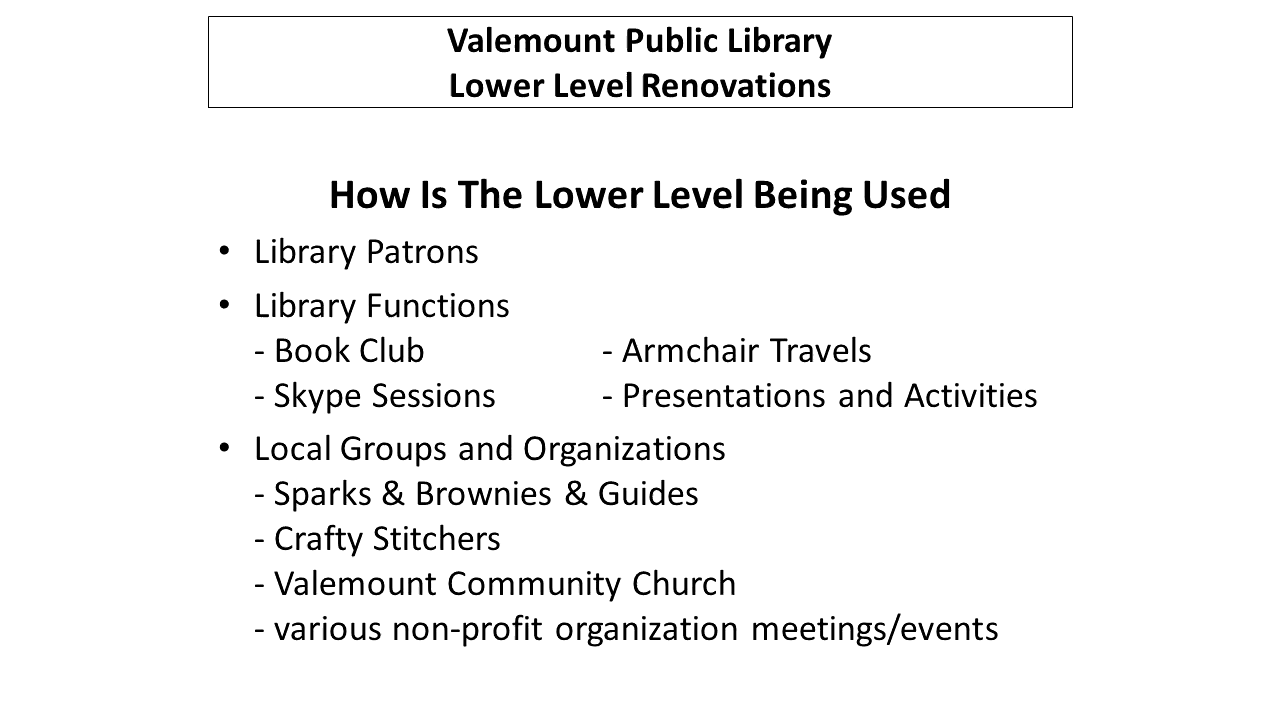 Valemount Public Library
Lower Level Renovations
How Is The Lower Level Being Used
• Library Patrons
• Library Functions
- Book Club - Armchair Travels
- Skype Sessions - Presentations and Activities
• Local Groups and Organizations
- Sparks & Brownies & Guides
- Crafty Stitchers
- Valemount Community Church
- various non-profit organization meetings/events